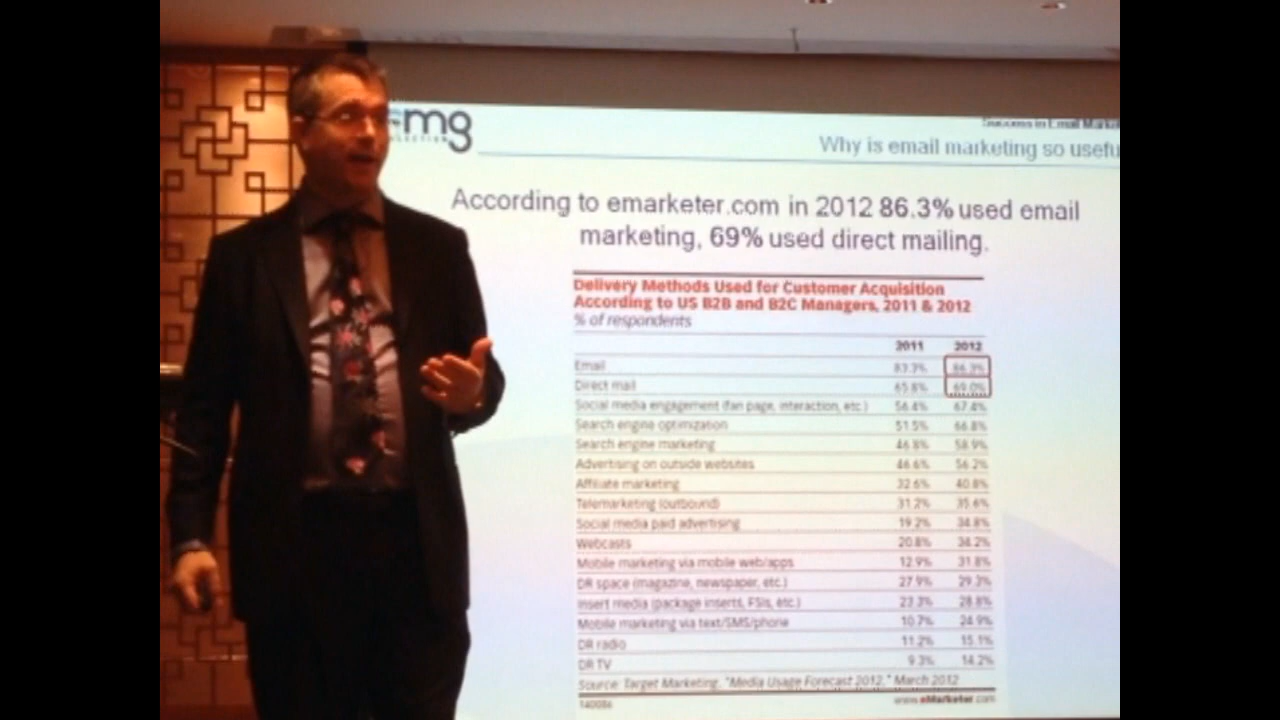 mg
Success in Email Market
Why is email marketing so usefu
According to emarketer.com in 2012 86.3% used email
marketing, 69% used direct mailing.
Delivery Methods Used for Customer Acquisition
According to US B2B and B2C Managers, 2011 & 2012
% of respondents
2011 2012
Email 83.3% 86.3%
Direct mail 65.8% 69.0%
Social media engagement (fan page, interaction, etc.) 56.4% 67.4%
Search engine optimization 51.5% 66.8%
Search engine marketing 46.8% 58.9%
Advertising on outside websites 46.6% 56.2%
Affiliate marketing 32.6% 40.8%
Telemarketing (outbound) 31.2% 35.6%
Social media paid advertising 19.2% 34.8%
Webcasts 20.8% 34.2%
Mobile marketing via mobile web/apps 12.9% 31.8%
DR space (magazine, newspaper, etc.) 27.9% 29.3%
Insert media (package inserts, FSIs, etc.) 23.3% 28.8%
Mobile marketing via text/SMS/phone 10.7% 24.9%
DR radio 11.2% 15.1%
DR TV 9.3% 14.2%
Source: Target Marketing, "Media Usage Forecast 2012," March 2012
140086 www.eMarketer.com